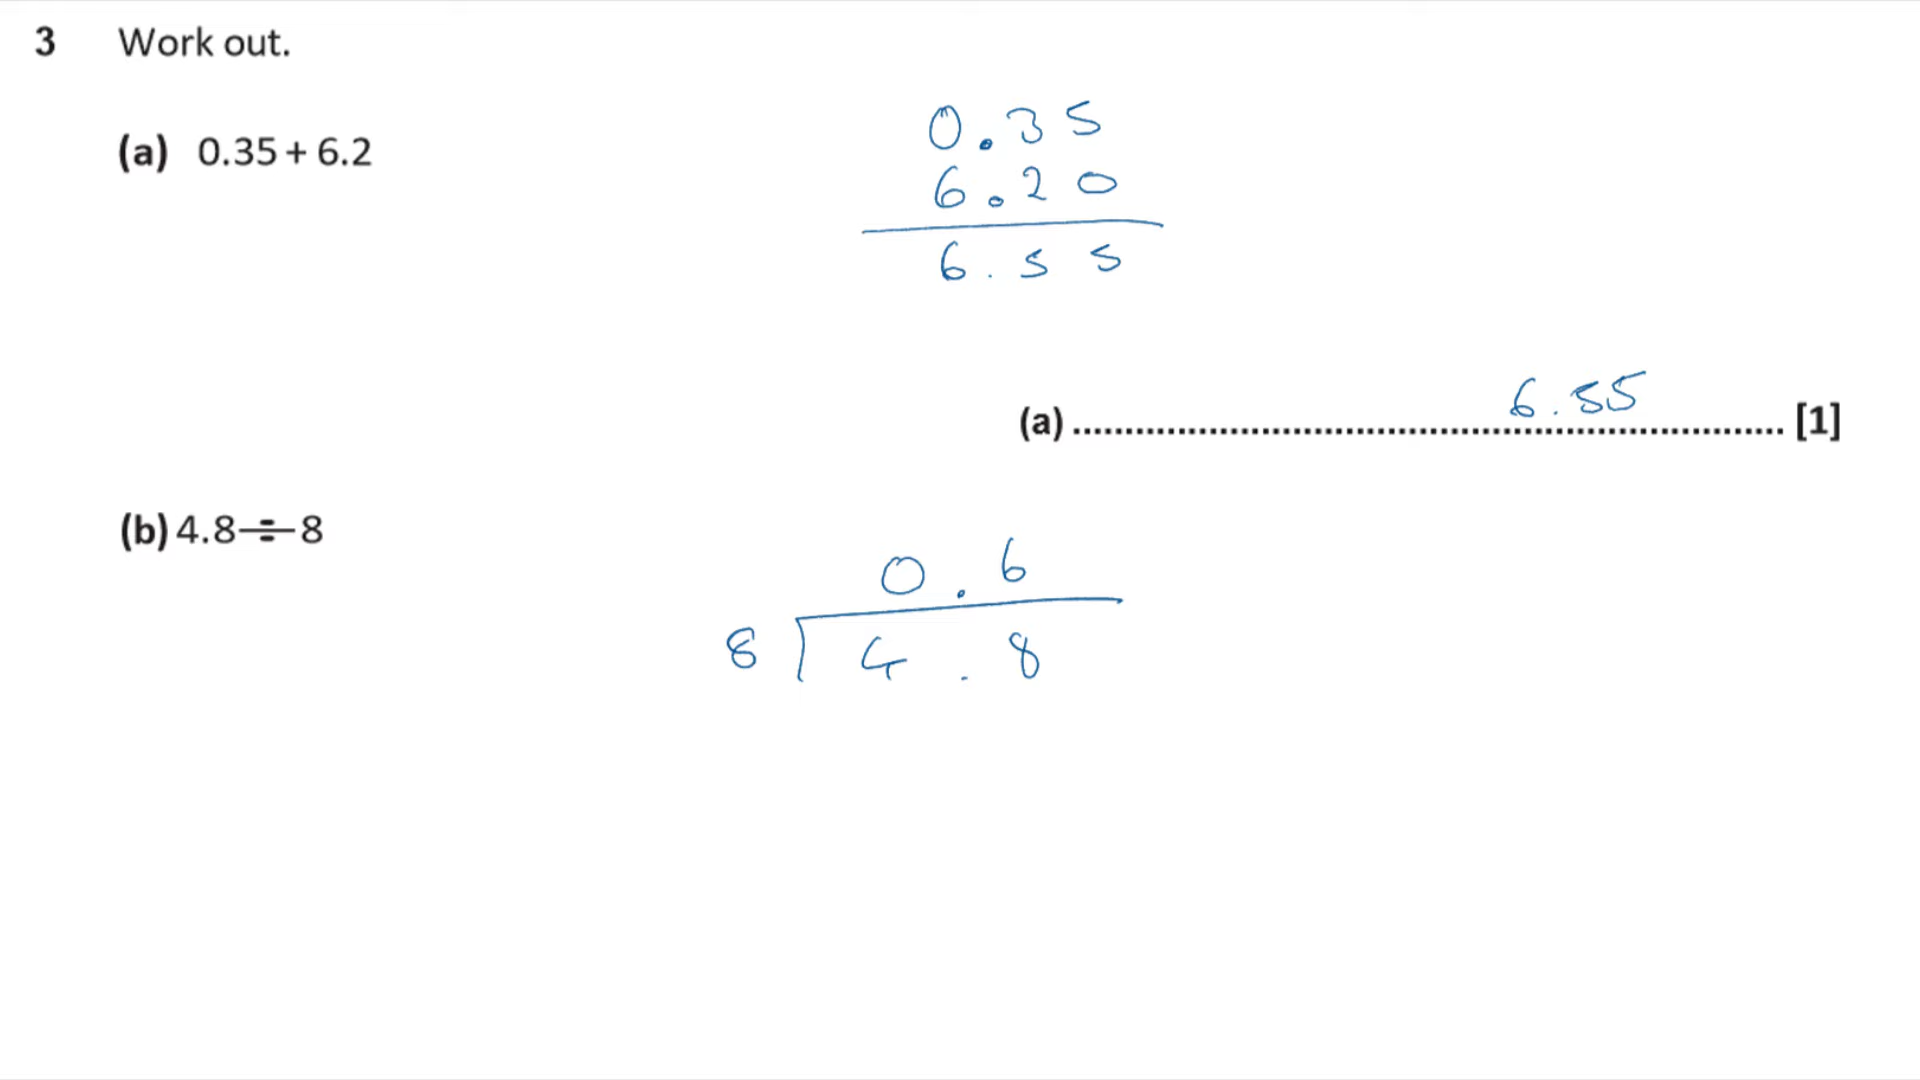 3 Work out.
(a) 0.35 + 6.2
0.35
6.20
6.55
(a) ........................................................ 6.55 [1]
(b) 4.8 ÷ 8
0.6
8 4.8